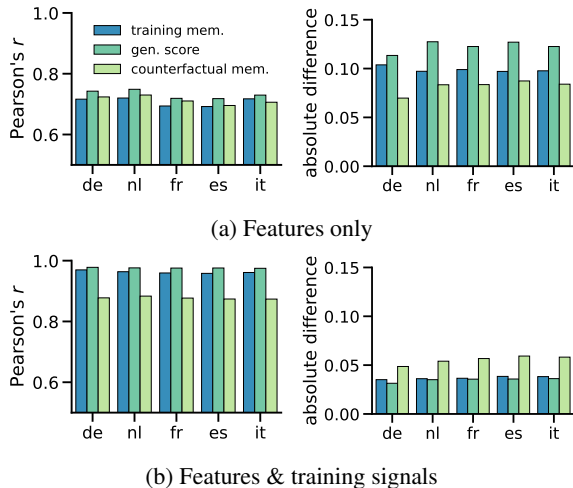 1.0
0.8
0.6
Pearson's r
training mem.
gen. score
counterfactual mem.
de nl fr es it
0.15
0.10
0.05
0.00
absolute difference
de nl fr es it
(a) Features only
1.0
0.8
0.6
Pearson's r
de nl fr es it
0.15
0.10
0.05
0.00
absolute difference
de nl fr es it
(b) Features & training signals